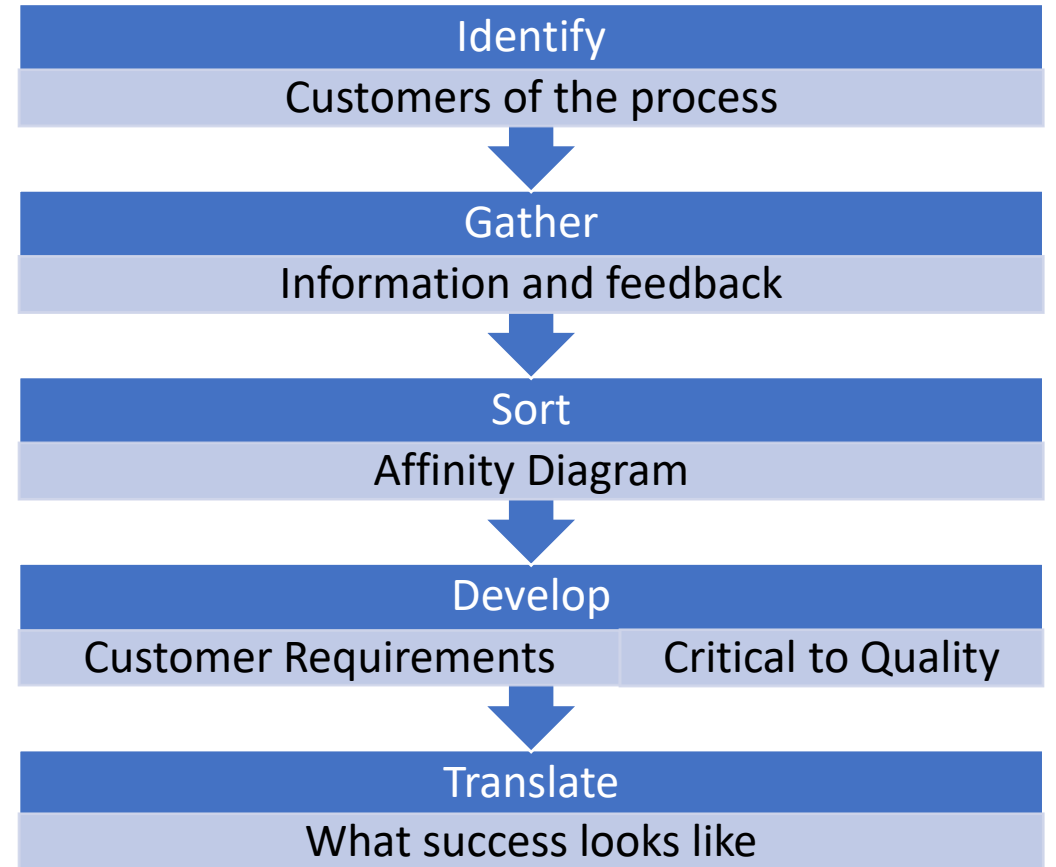 Identify
Customers of the process
Gather
Information and feedback
Sort
Affinity Diagram
Develop
Customer Requirements
Critical to Quality
Translate
What success looks like